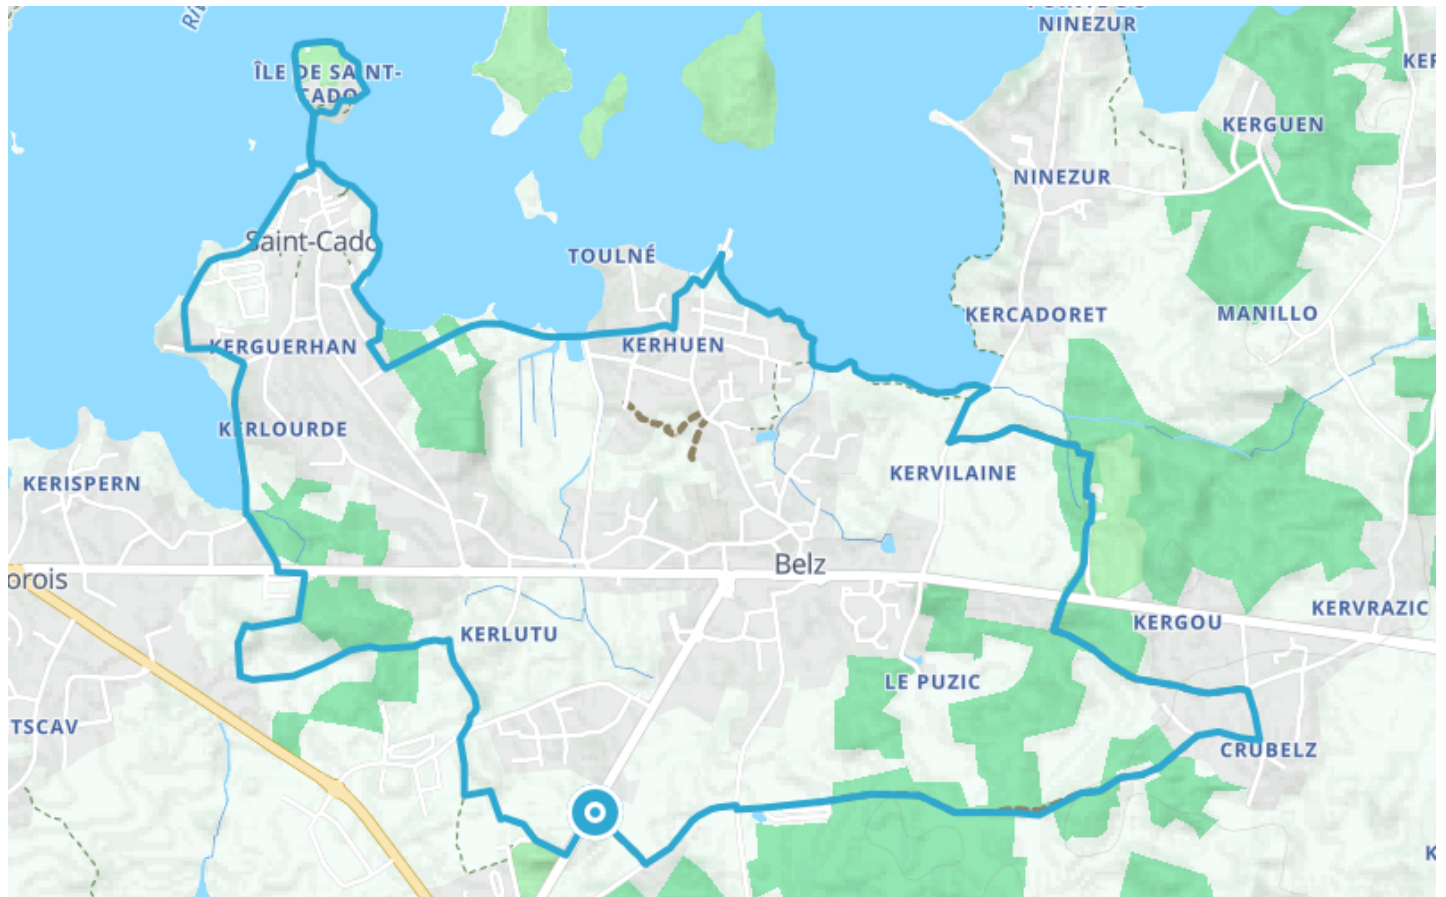 NINEZUR
ÎLE DE SAINT-
CADO
KERGUEN
NINEZUR
Saint-Cado
TOULNÉ
KERCADORET
MANILLO
KERGUERHAN
KERHUEN
KERLOURDE
KERISPERN
KERVILAINE
Belz
orois
KERVRAZIC
KERGOU
KERLUTU
LE PUZIC
TSCAV
CRUBELZ